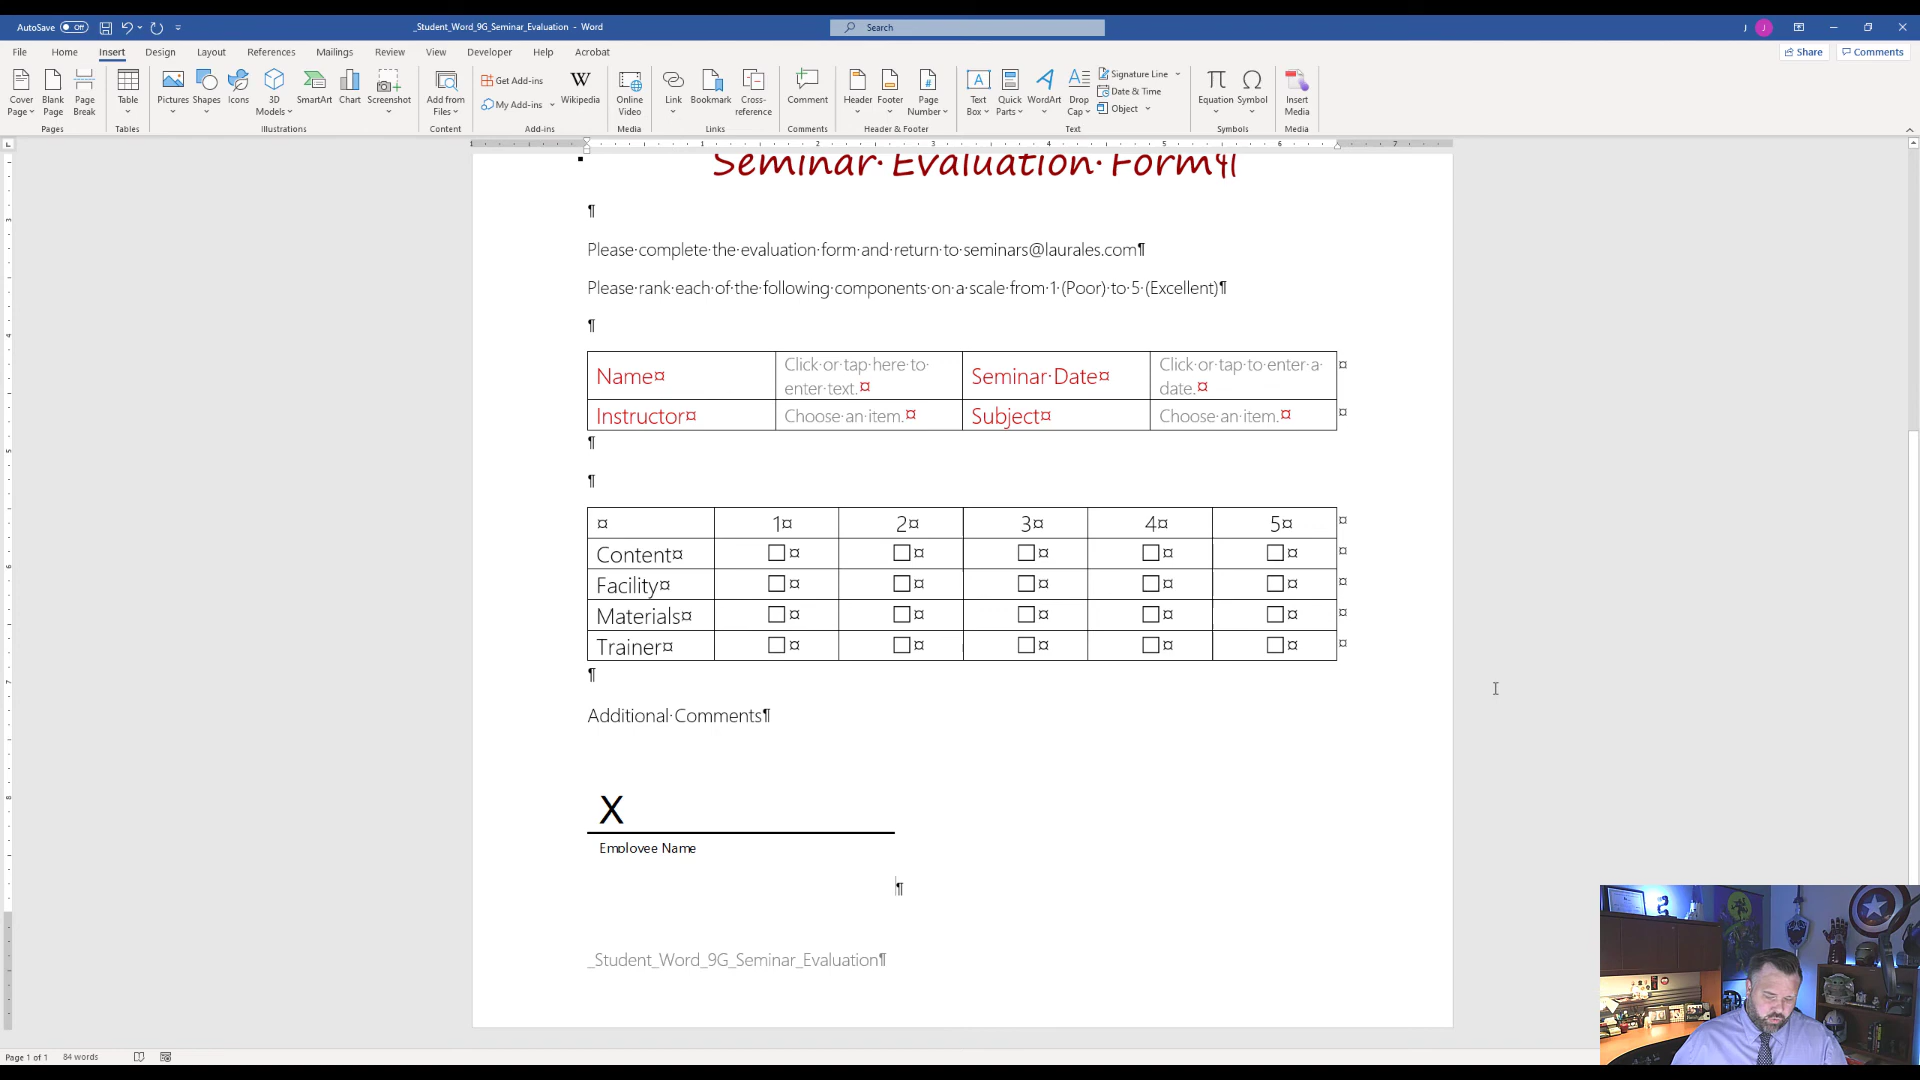 AutoSave Off _Student_Word_9G_Seminar_Evaluation - Word Search J J
File Home Insert Design Layout References Mailings Review View Developer Help Acrobat Share Comments
Cover Page Blank Page Page Break Table Pictures Shapes Icons 3D Models SmartArt Chart Screenshot Add from Files Get Add-ins My Add-ins Wikipedia Online Video Link Bookmark Cross-reference Comment Header Footer Page Number Text Box Quick Parts WordArt Drop Cap Signature Line Date & Time Object Equation Symbol Insert Media
Pages Tables Illustrations Content Add-ins Media Links Comments Header & Footer Text Symbols Media
1 1 2 3 4 5 6 7
Seminar Evaluation Form¶
¶
Please·complete·the·evaluation·form·and·return·to·seminars@laurales.com¶
Please·rank·each·of·the·following·components·on·a·scale·from·1·(Poor)·to·5·(Excellent)¶
¶
Name¤ Click·or·tap·here·to·enter·text.¤ Seminar·Date¤ Click·or·tap·to·enter·a·date.¤ ¤
Instructor¤ Choose·an·item.¤ Subject¤ Choose·an·item.¤ ¤
¶
¶
¤ 1¤ 2¤ 3¤ 4¤ 5¤ ¤
Content¤ ☐¤ ☐¤ ☐¤ ☐¤ ☐¤ ¤
Facility¤ ☐¤ ☐¤ ☐¤ ☐¤ ☐¤ ¤
Materials¤ ☐¤ ☐¤ ☐¤ ☐¤ ☐¤ ¤
Trainer¤ ☐¤ ☐¤ ☐¤ ☐¤ ☐¤ ¤
¶
Additional·Comments¶
X
Employee Name
¶
_Student_Word_9G_Seminar_Evaluation¶
Page 1 of 1 84 words